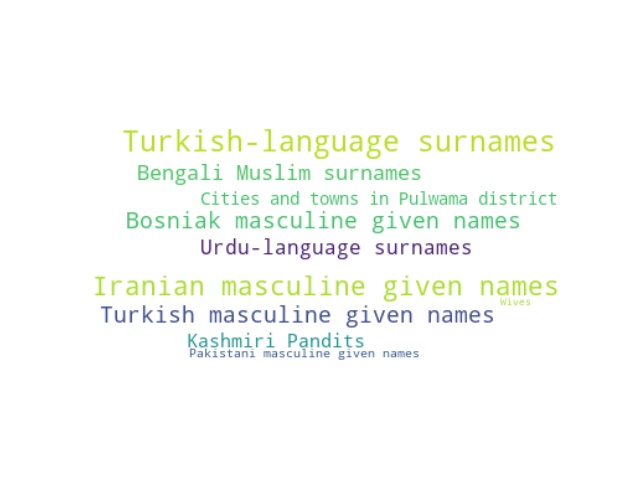 Turkish-language surnames
Bengali Muslim surnames
Cities and towns in Pulwama district
Bosniak masculine given names
Urdu-language surnames
Iranian masculine given names
Wives
Turkish masculine given names
Kashmiri Pandits
Pakistani masculine given names